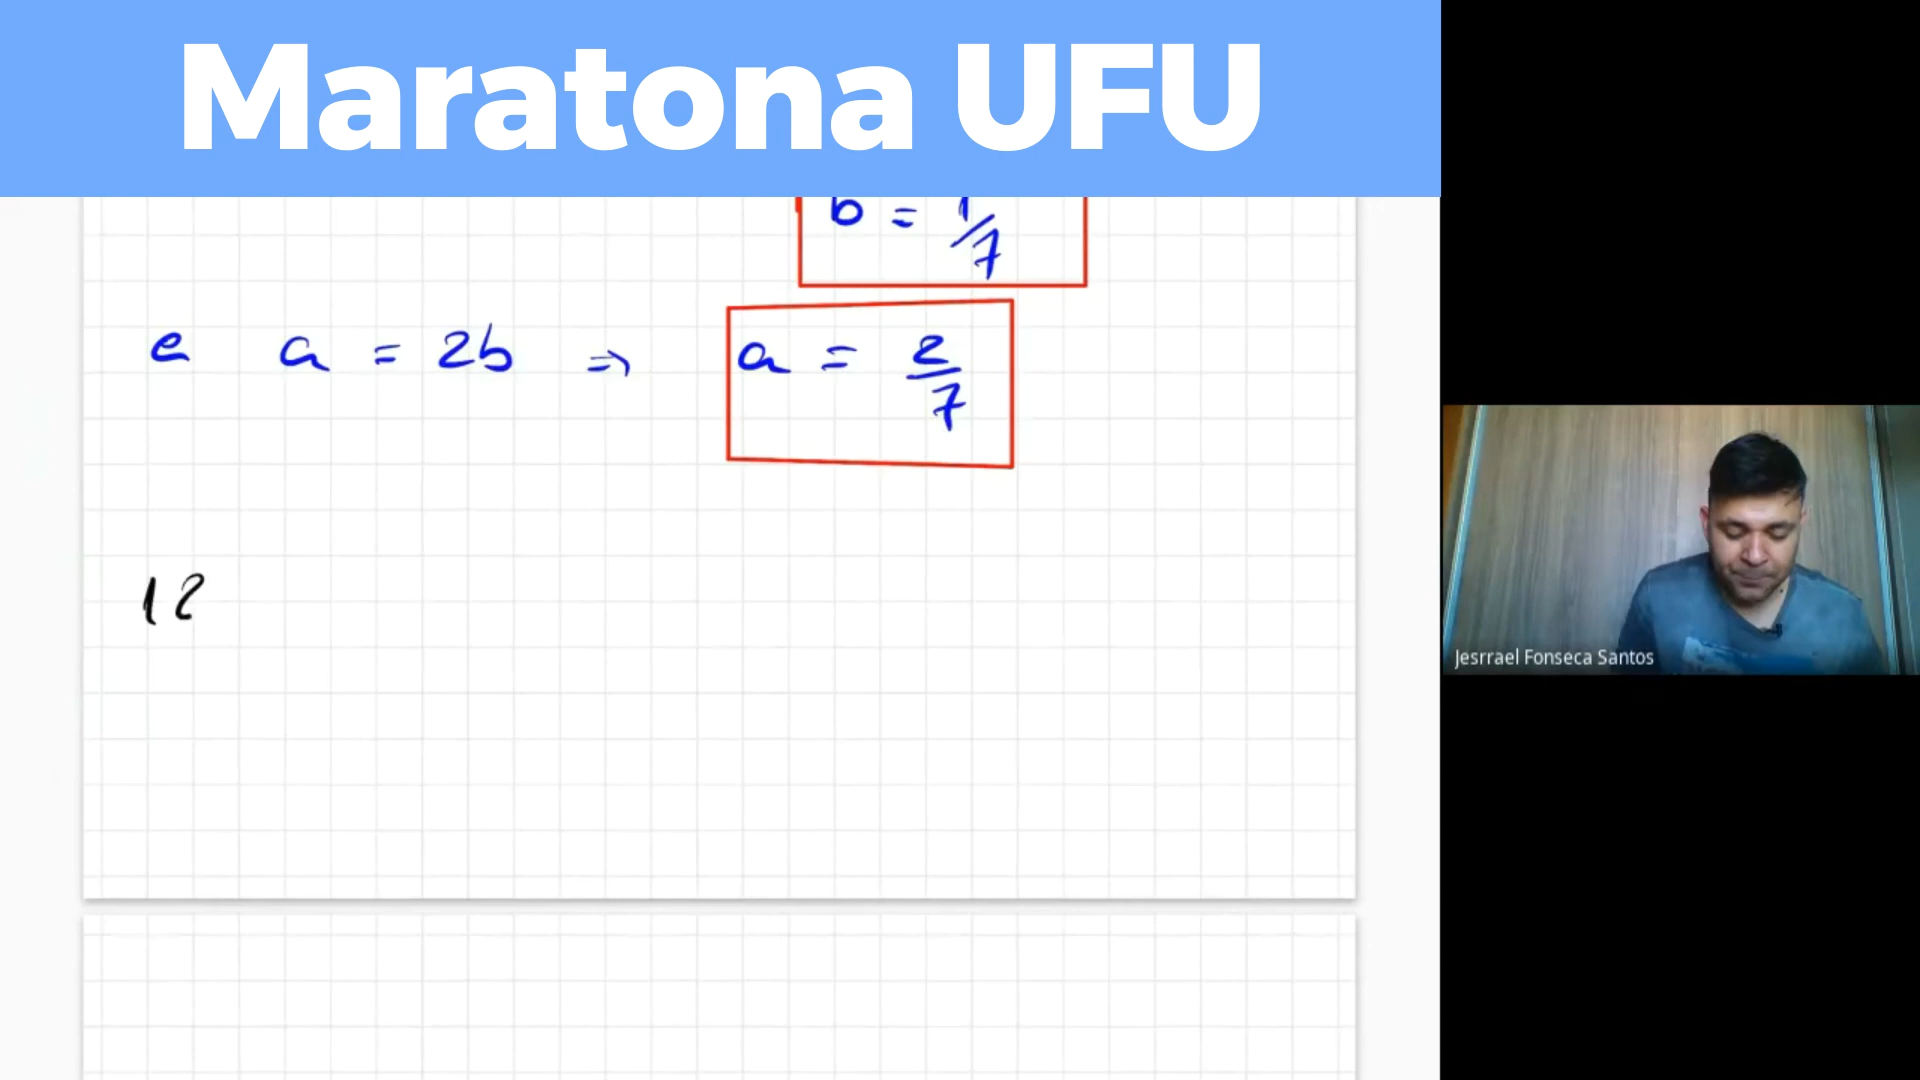 Maratona UFU
b = 1/7
e a = 2b ⇒ a = 2/7
12
Jesrrael Fonseca Santos